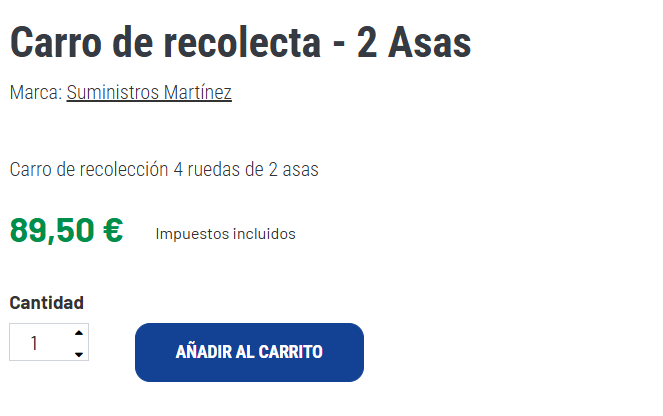 Carro de recolecta - 2 Asas
Marca: Suministros Martínez
Carro de recolección 4 ruedas de 2 asas
89,50 € Impuestos incluidos
Cantidad
1 AÑADIR AL CARRITO